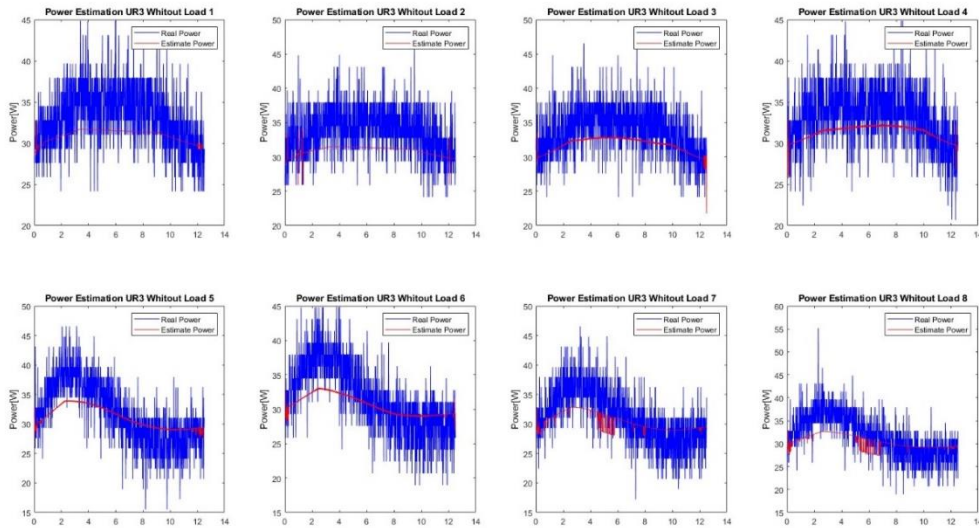 Power Estimation UR3 Whitout Load 1
Real Power
Estimate Power
Power[W]
45
40
35
30
25
20
0 2 4 6 8 10 12 14
Power Estimation UR3 Whitout Load 2
Real Power
Estimate Power
Power[W]
50
45
40
35
30
25
20
0 2 4 6 8 10 12 14
Power Estimation UR3 Whitout Load 3
Real Power
Estimate Power
Power[W]
50
45
40
35
30
25
20
0 2 4 6 8 10 12 14
Power Estimation UR3 Whitout Load 4
Real Power
Estimate Power
Power[W]
45
40
35
30
25
20
0 2 4 6 8 10 12 14
Power Estimation UR3 Whitout Load 5
Real Power
Estimate Power
Power[W]
50
45
40
35
30
25
20
15
0 2 4 6 8 10 12 14
Power Estimation UR3 Whitout Load 6
Real Power
Estimate Power
Power[W]
45
40
35
30
25
20
15
0 2 4 6 8 10 12 14
Power Estimation UR3 Whitout Load 7
Real Power
Estimate Power
Power[W]
50
45
40
35
30
25
20
15
0 2 4 6 8 10 12 14
Power Estimation UR3 Whitout Load 8
Real Power
Estimate Power
Power[W]
60
55
50
45
40
35
30
25
20
15
0 2 4 6 8 10 12 14